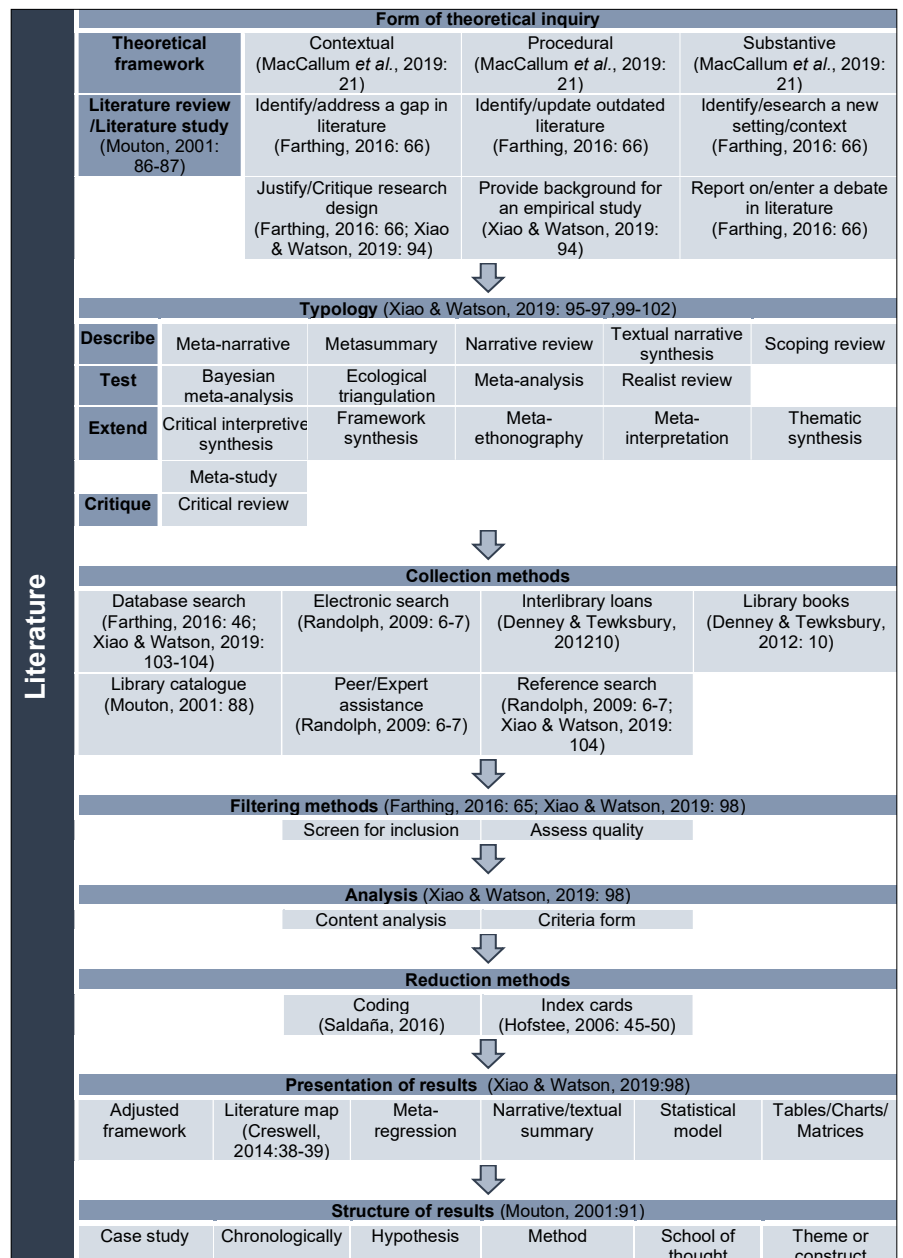 Literature
Form of theoretical inquiry
Theoretical
framework
Contextual
(MacCallum et al., 2019:
21)
Procedural
(MacCallum et al., 2019:
21)
Substantive
(MacCallum et al., 2019:
21)
Literature review
/Literature study
(Mouton, 2001:
86-87)
Identify/address a gap in
literature
(Farthing, 2016: 66)
Identify/update outdated
literature
(Farthing, 2016: 66)
Identify/esearch a new
setting/context
(Farthing, 2016: 66)
Justify/Critique research
design
(Farthing, 2016: 66; Xiao
& Watson, 2019: 94)
Provide background for
an empirical study
(Xiao & Watson, 2019:
94)
Report on/enter a debate
in literature
(Farthing, 2016: 66)
Typology (Xiao & Watson, 2019: 95-97,99-102)
Describe
Meta-narrative
Metasummary
Narrative review
Textual narrative
synthesis
Scoping review
Test
Bayesian
meta-analysis
Ecological
triangulation
Meta-analysis
Realist review
Extend
Critical interpretive
synthesis
Framework
synthesis
Meta-
ethonography
Meta-
interpretation
Thematic
synthesis
Meta-study
Critique
Critical review
Collection methods
Database search
(Farthing, 2016: 46;
Xiao & Watson, 2019:
103-104)
Electronic search
(Randolph, 2009: 6-7)
Interlibrary loans
(Denney & Tewksbury,
201210)
Library books
(Denney & Tewksbury,
2012: 10)
Library catalogue
(Mouton, 2001: 88)
Peer/Expert
assistance
(Randolph, 2009: 6-7)
Reference search
(Randolph, 2009: 6-7;
Xiao & Watson, 2019:
104)
Filtering methods (Farthing, 2016: 65; Xiao & Watson, 2019: 98)
Screen for inclusion
Assess quality
Analysis (Xiao & Watson, 2019: 98)
Content analysis
Criteria form
Reduction methods
Coding
(Saldaña, 2016)
Index cards
(Hofstee, 2006: 45-50)
Presentation of results (Xiao & Watson, 2019:98)
Adjusted
framework
Literature map
(Creswell,
2014:38-39)
Meta-
regression
Narrative/textual
summary
Statistical
model
Tables/Charts/
Matrices
Structure of results (Mouton, 2001:91)
Case study
Chronologically
Hypothesis
Method
School of
thought
Theme or
construct